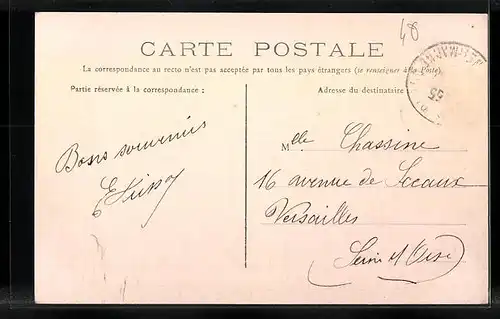 48
CARTE POSTALE
La correspondance au recto n'est pas acceptée par tous les pays étrangers (se renseigner à la Poste)
Partie réservée à la correspondance :
Adresse du destinataire
Bons souvenirs
Mlle Chassine
16 avenue de Sceaux
Versailles
(Seine et Oise)